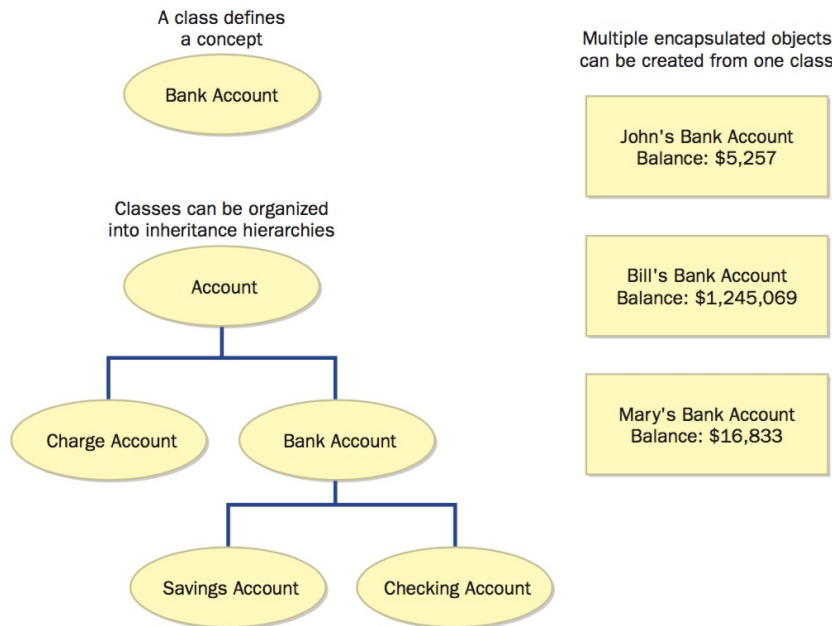 A class defines
a concept
Bank Account
Classes can be organized
into inheritance hierarchies
Account
Charge Account
Bank Account
Savings Account
Checking Account
Multiple encapsulated objects
can be created from one class
John's Bank Account
Balance: $5,257
Bill's Bank Account
Balance: $1,245,069
Mary's Bank Account
Balance: $16,833